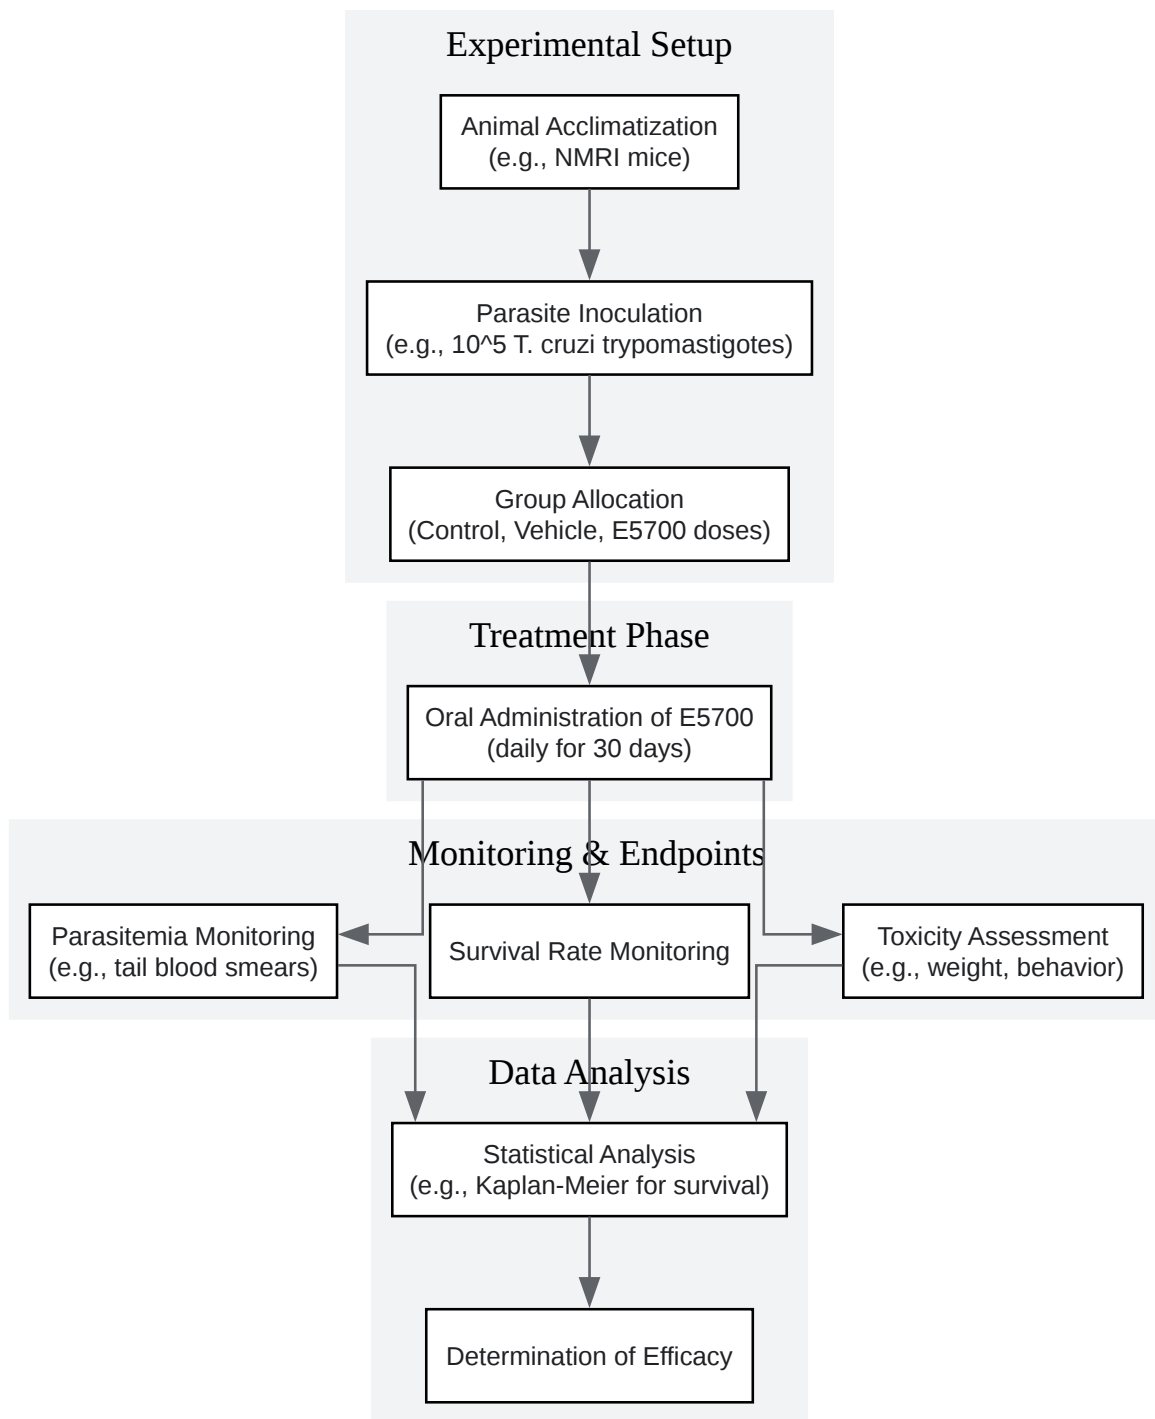 Experimental Setup
Animal Acclimatization
(e.g., NMRI mice)
Parasite Inoculation
(e.g., 10^5 T. cruzi trypomastigotes)
Group Allocation
(Control, Vehicle, E5700 doses)
Treatment Phase
Oral Administration of E5700
(daily for 30 days)
Monitoring & Endpoints
Parasitemia Monitoring
(e.g., tail blood smears)
Survival Rate Monitoring
Toxicity Assessment
(e.g., weight, behavior)
Data Analysis
Statistical Analysis
(e.g., Kaplan-Meier for survival)
Determination of Efficacy